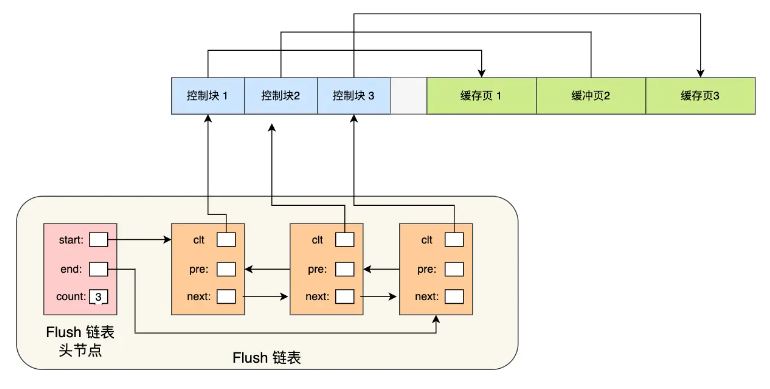 控制块 1
控制块2
控制块 3
缓存页 1
缓冲页2
缓存页3
start:
end:
count: 3
clt
pre:
next:
clt
pre:
next:
clt
pre:
next:
Flush 链表
头节点
Flush 链表